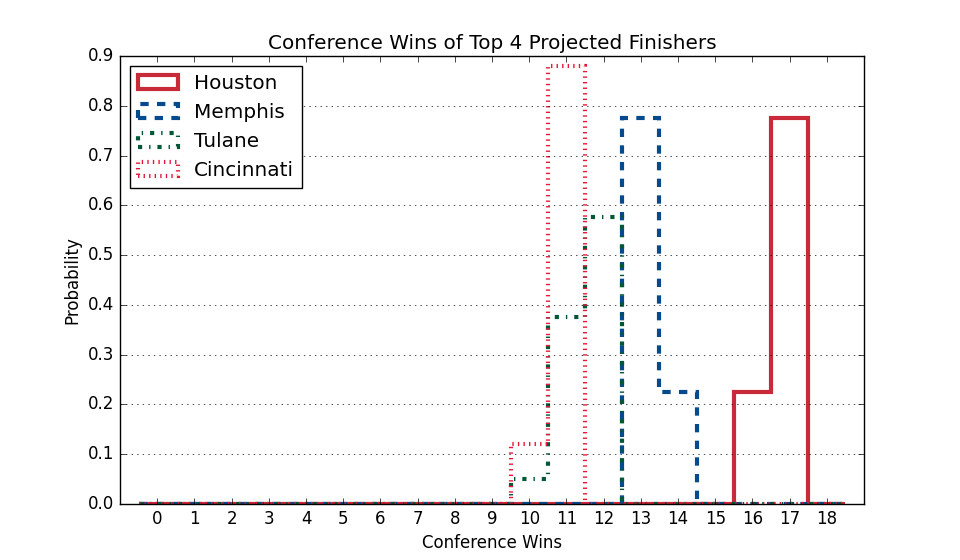 Conference Wins of Top 4 Projected Finishers
Houston
Memphis
Tulane
Cincinnati
Probability
0.9
0.8
0.7
0.6
0.5
0.4
0.3
0.2
0.1
0.0
0 1 2 3 4 5 6 7 8 9 10 11 12 13 14 15 16 17 18
Conference Wins